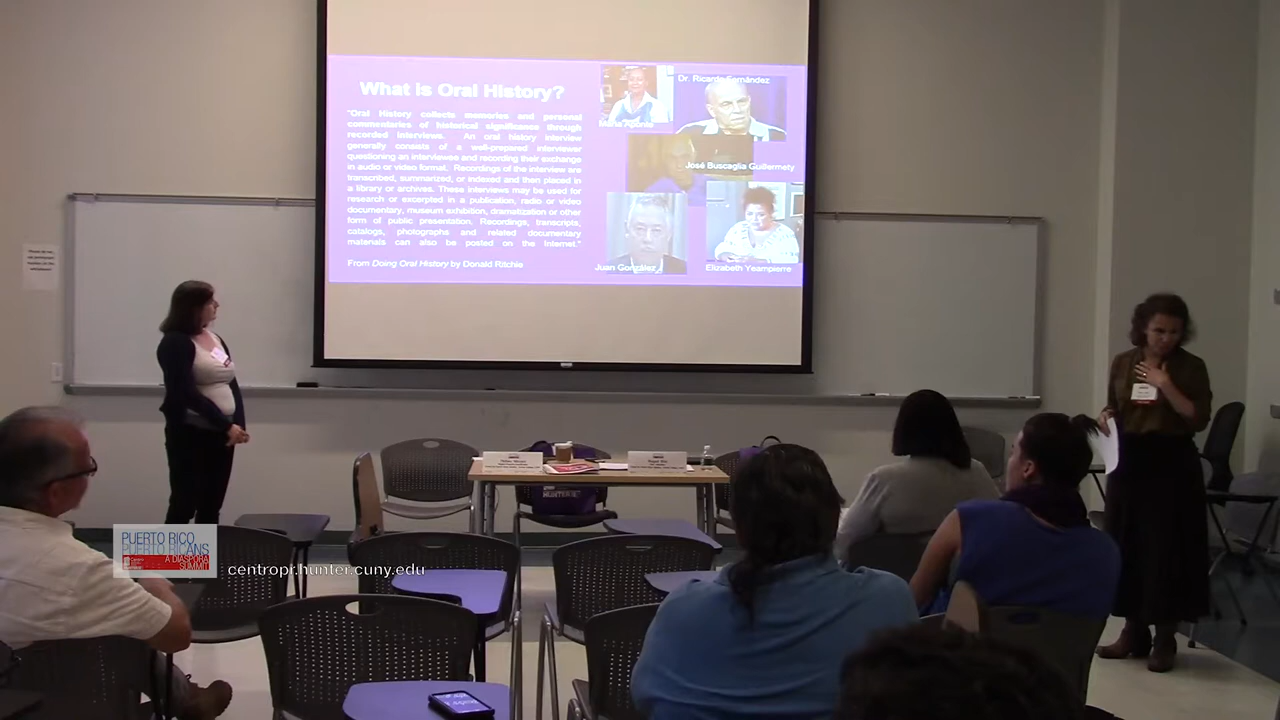 What is Oral History?
"Oral History collects memories and personal
commentaries of historical significance through
recorded interviews. An oral history interview
generally consists of a well-prepared interviewer
questioning an interviewee and recording their exchange
in audio or video format. Recordings of the interview are
transcribed, summarized, or indexed and then placed in
a library or archives. These interviews may be used for
research or excerpted in a publication, radio or video
documentary, museum exhibition, dramatization or other
form of public presentation. Recordings, transcripts,
catalogs, photographs and related documentary
materials can also be posted on the Internet."
From Doing Oral History by Donald Ritchie
Dr. Ricardo Fernández
María Aponte
José Buscaglia Guillermety
Juan González
Elizabeth Yeampierre
PUERTO RICO
PUERTO RICANS
A DIASPORA
SUMMIT
centropr.hunter.cuny.edu
HUNTER